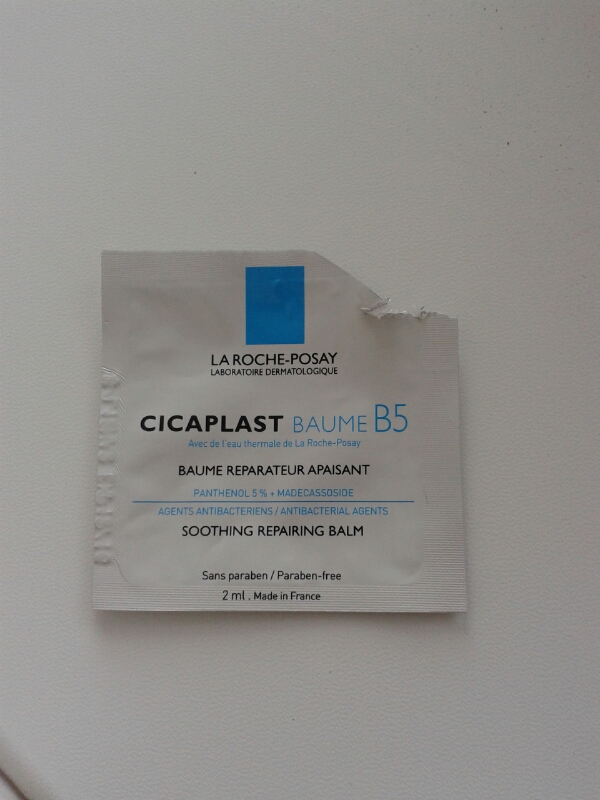 LA ROCHE-POSAY
LABORATOIRE DERMATOLOGIQUE
CICAPLAST BAUME B5
Avec de l'eau thermale de La Roche-Posay
BAUME REPARATEUR APAISANT
PANTHENOL 5 % + MADECASSOSIDE
AGENTS ANTIBACTERIENS / ANTIBACTERIAL AGENTS
SOOTHING REPAIRING BALM
Sans paraben / Paraben-free
2 ml . Made in France